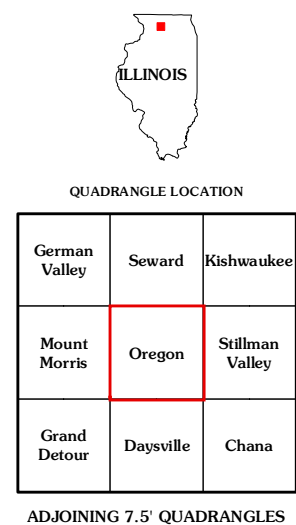 ILLINOIS
QUADRANGLE LOCATION
German
Valley
Seward
Kishwaukee
Mount
Morris
Oregon
Stillman
Valley
Grand
Detour
Daysville
Chana
ADJOINING 7.5' QUADRANGLES